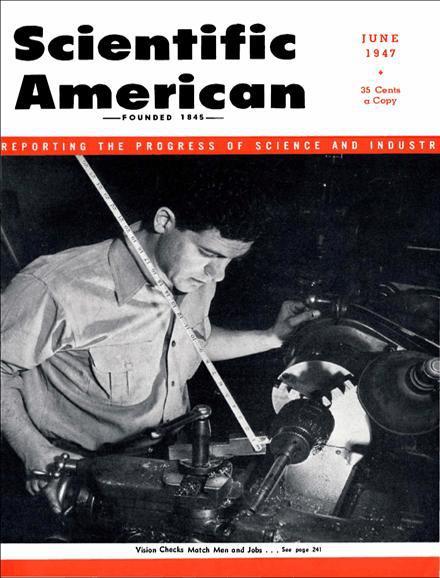 Scientific
American
FOUNDED 1845
JUNE
1947
35 Cents
a Copy
REPORTING THE PROGRESS OF SCIENCE AND INDUSTR
Vision Checks Match Men and Jobs . . . See page 241